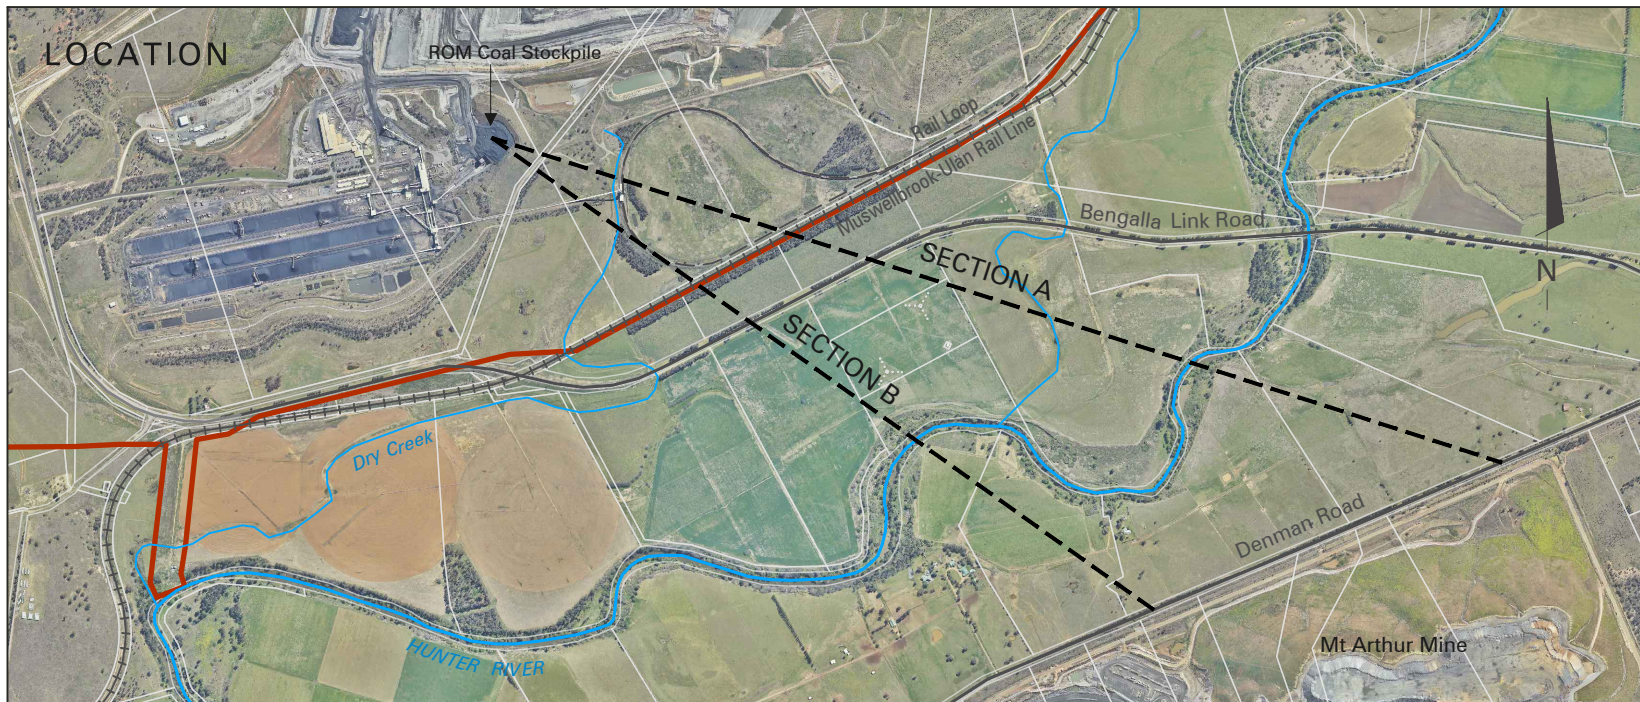 LOCATION
ROM Coal Stockpile
Rail Loop
Muswellbrook-Ulan Rail Line
Bengalla Link Road
SECTION A
N
SECTION B
Dry Creek
Denman Road
HUNTER RIVER
Mt Arthur Mine